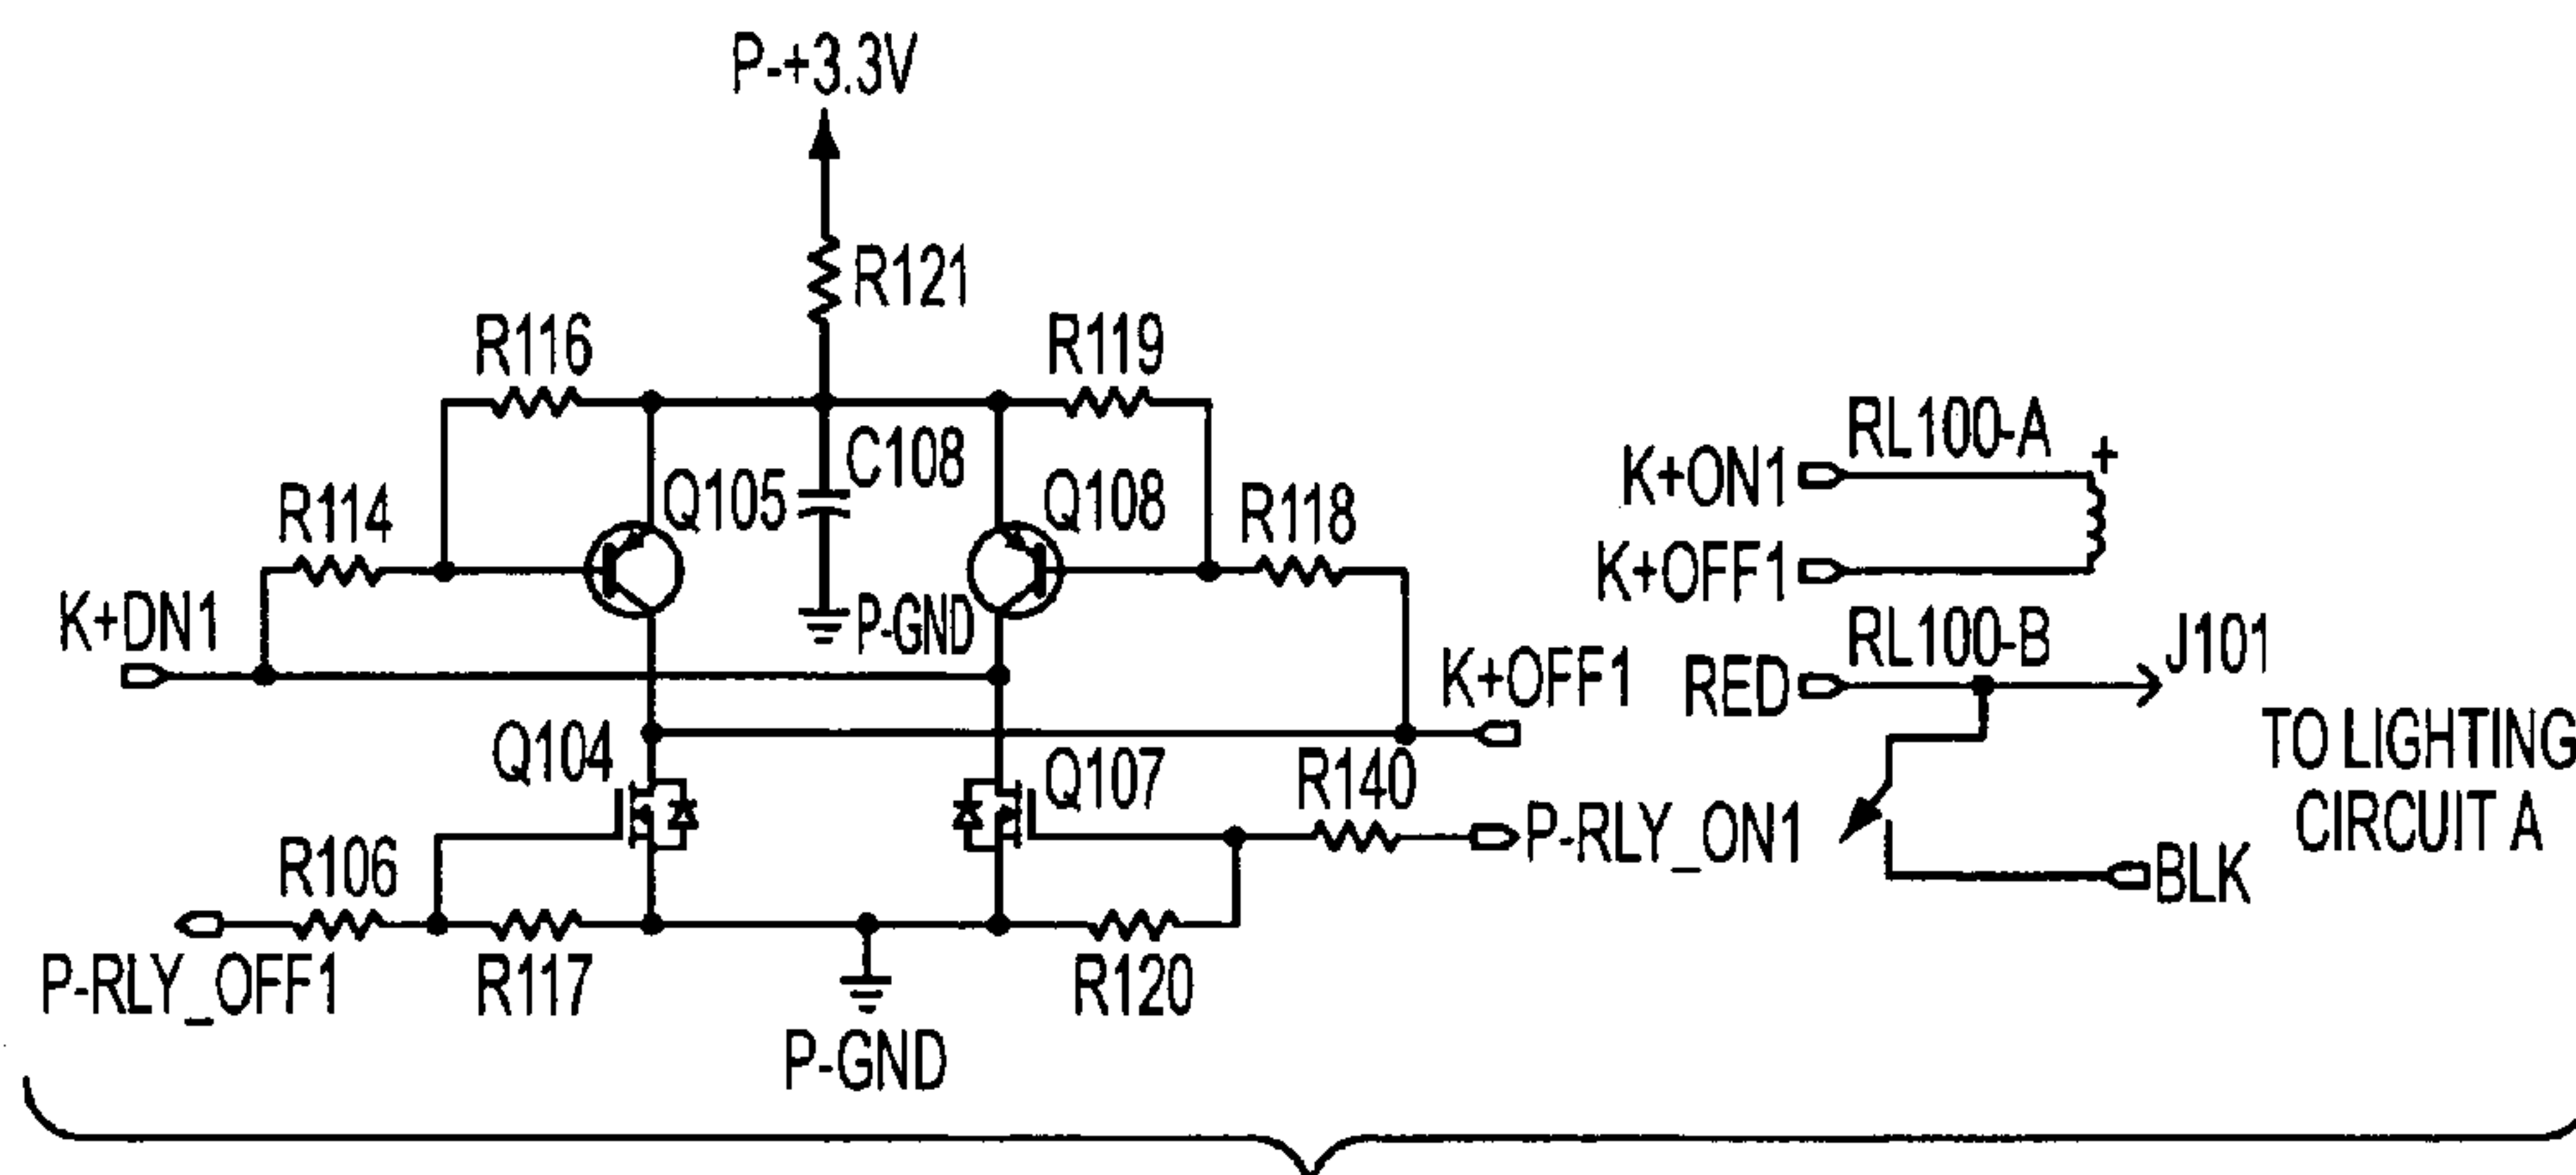 P-+3.3V
R121
R116
R119
C108
Q105
Q108
R114
R118
K+DN1
P-GND
K+OFF1
Q104
Q107
R140
P-RLY_ON1
R106
P-RLY_OFF1
R117
R120
P-GND
RL100-A
+
K+ON1
K+OFF1
RL100-B
J101
RED
TO LIGHTING
CIRCUIT A
BLK